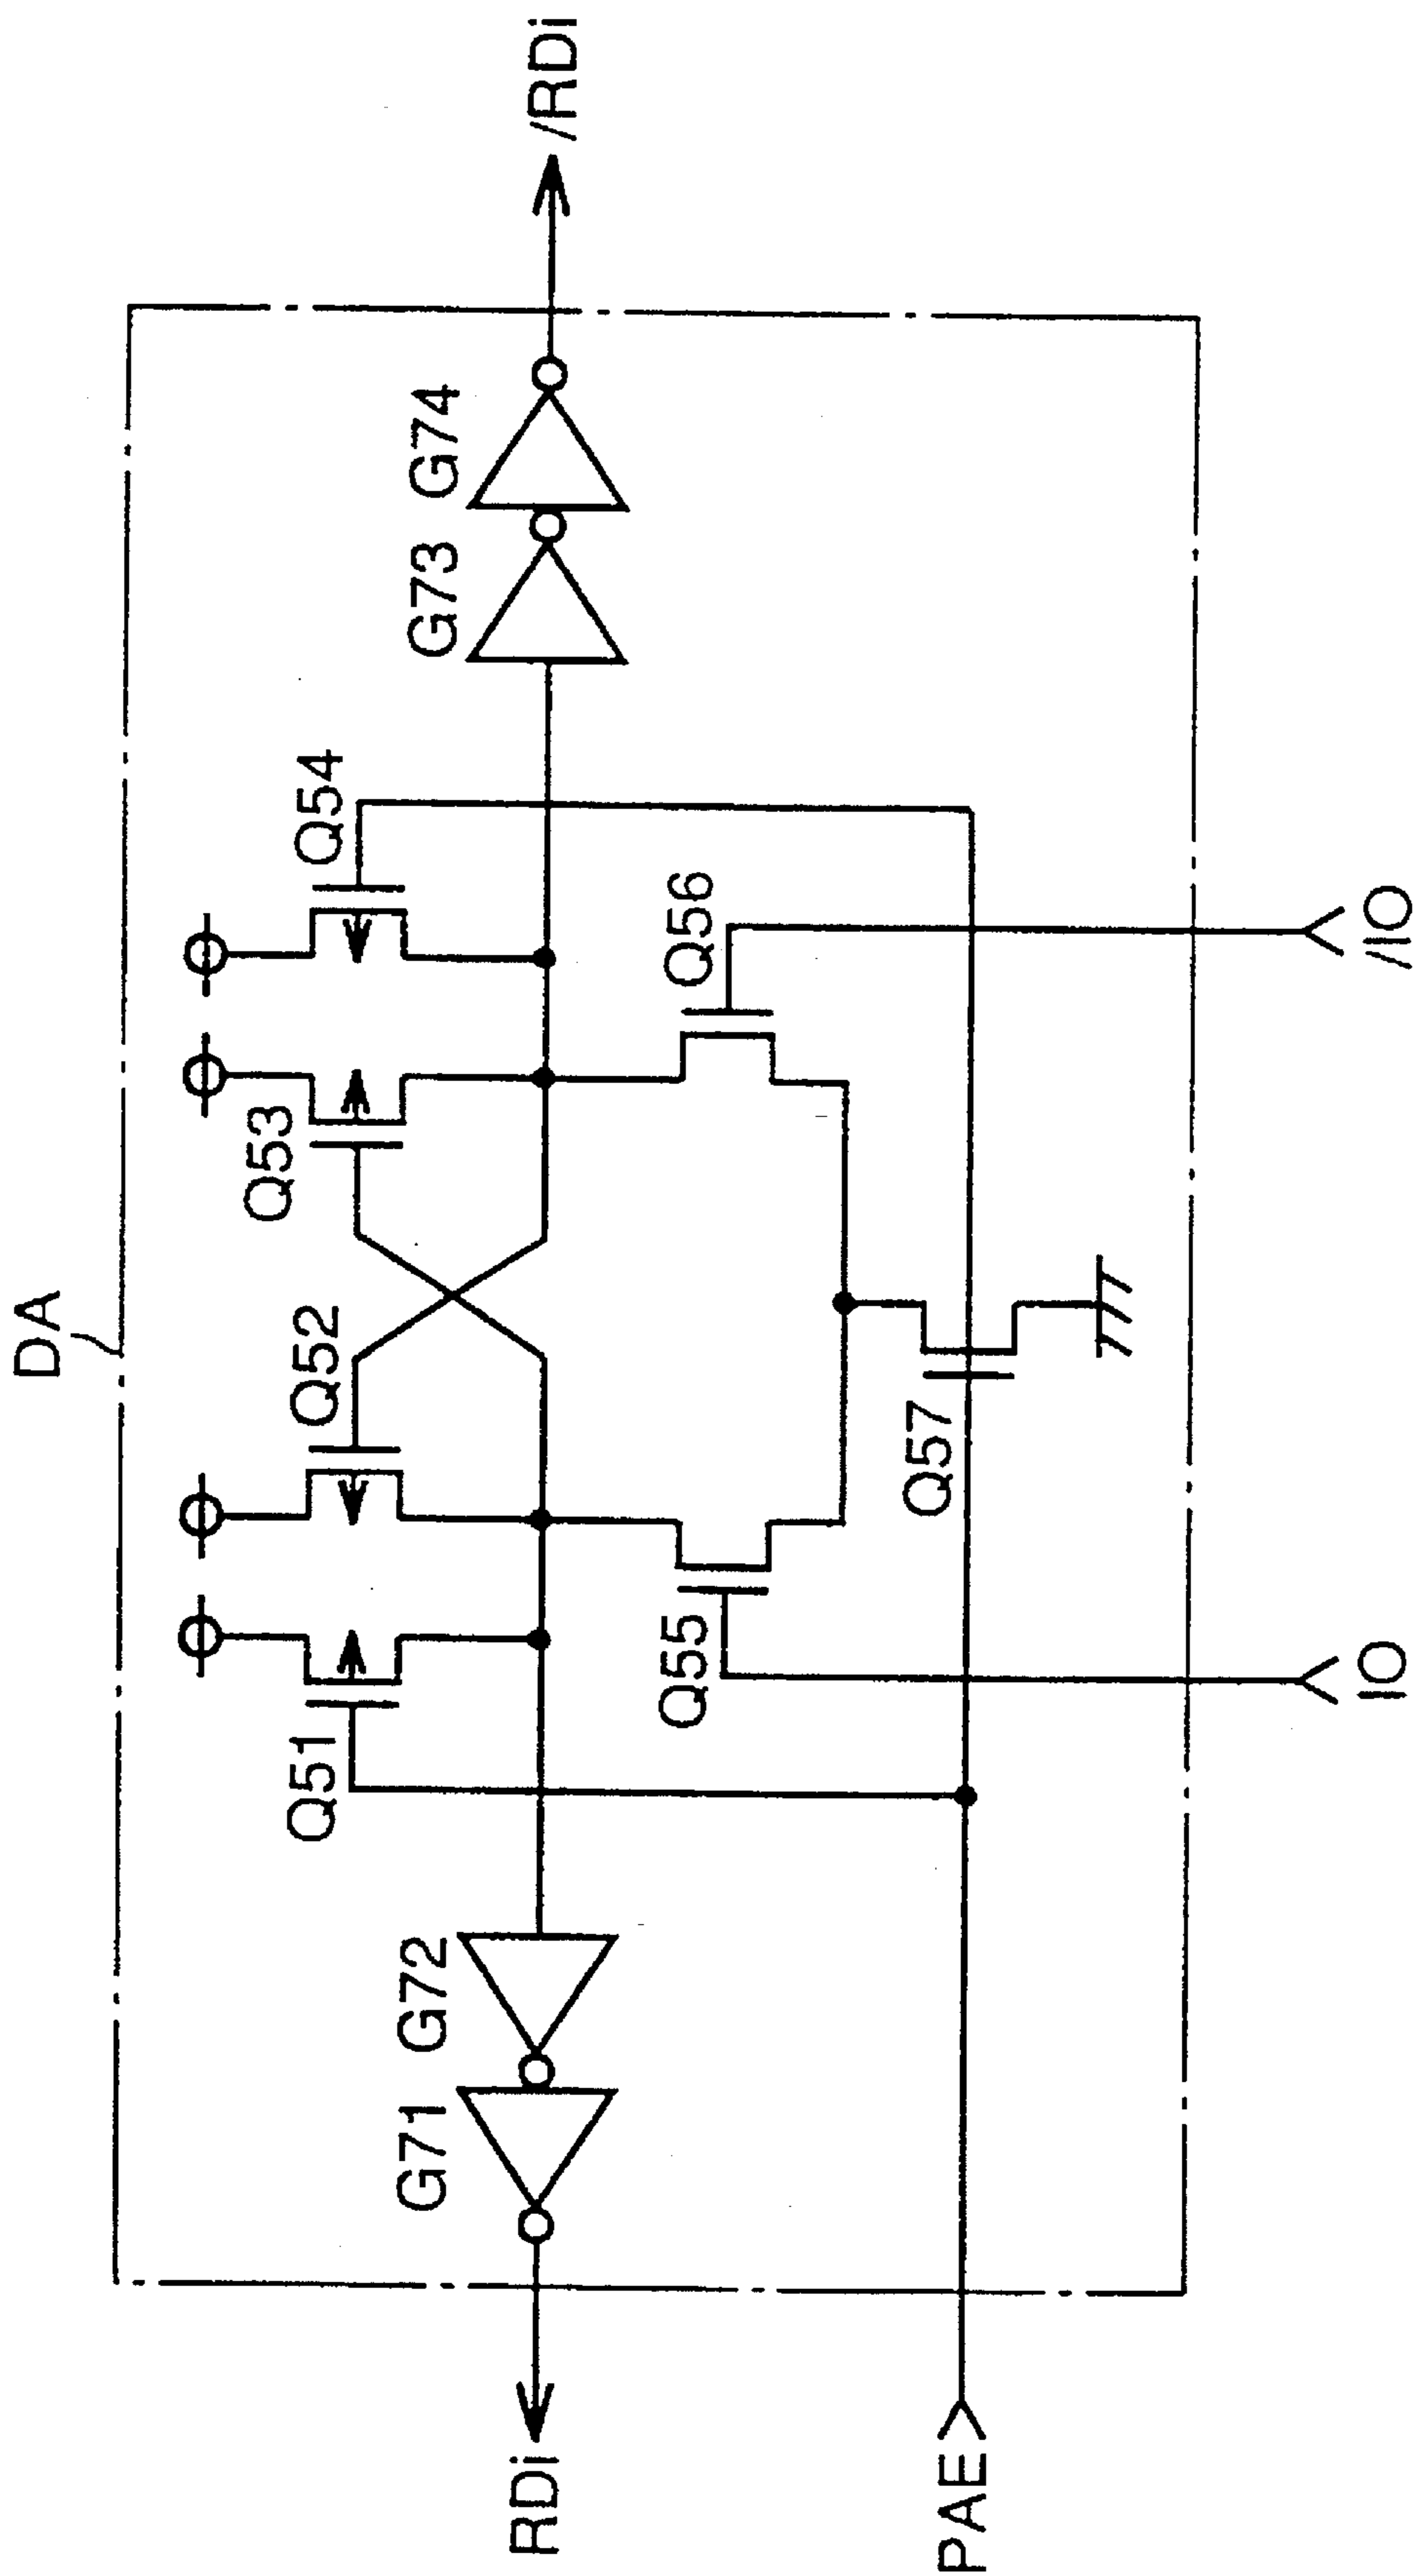 DA
Q51
Q52
Q53
Q54
G71
G72
G73
G74
RDi
/RDi
Q55
Q56
Q57
PAE
IO
/IO